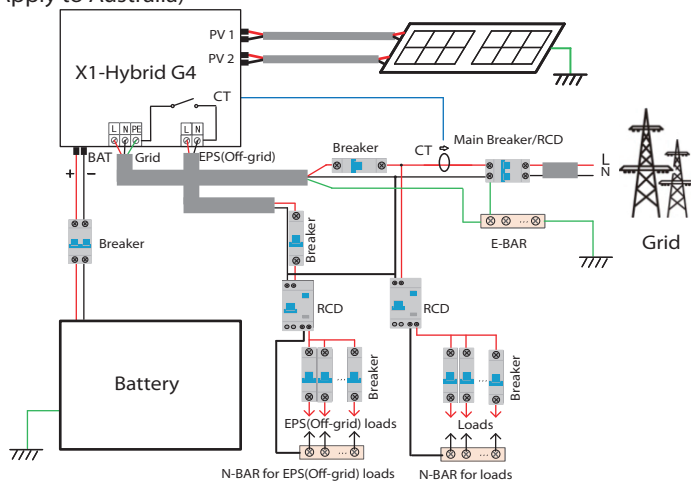 Apply to Australia)
PV 1
PV 2
X1-Hybrid G4
CT
L N PE
L N
BAT
Grid
EPS(Off-grid)
+
–
Breaker
CT
Main Breaker/RCD
L
N
Breaker
Breaker
E-BAR
Grid
RCD
RCD
Battery
Breaker
Breaker
EPS(Off-grid) loads
Loads
N-BAR for EPS(Off-grid) loads
N-BAR for loads